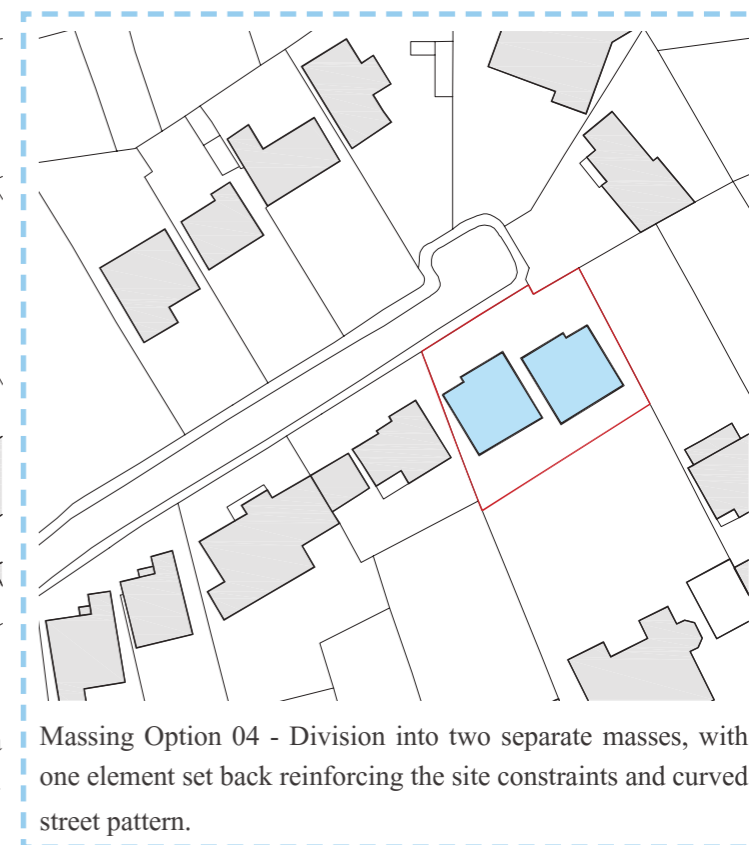 Massing Option 04 - Division into two separate masses, with
one element set back reinforcing the site constraints and curved
street pattern.